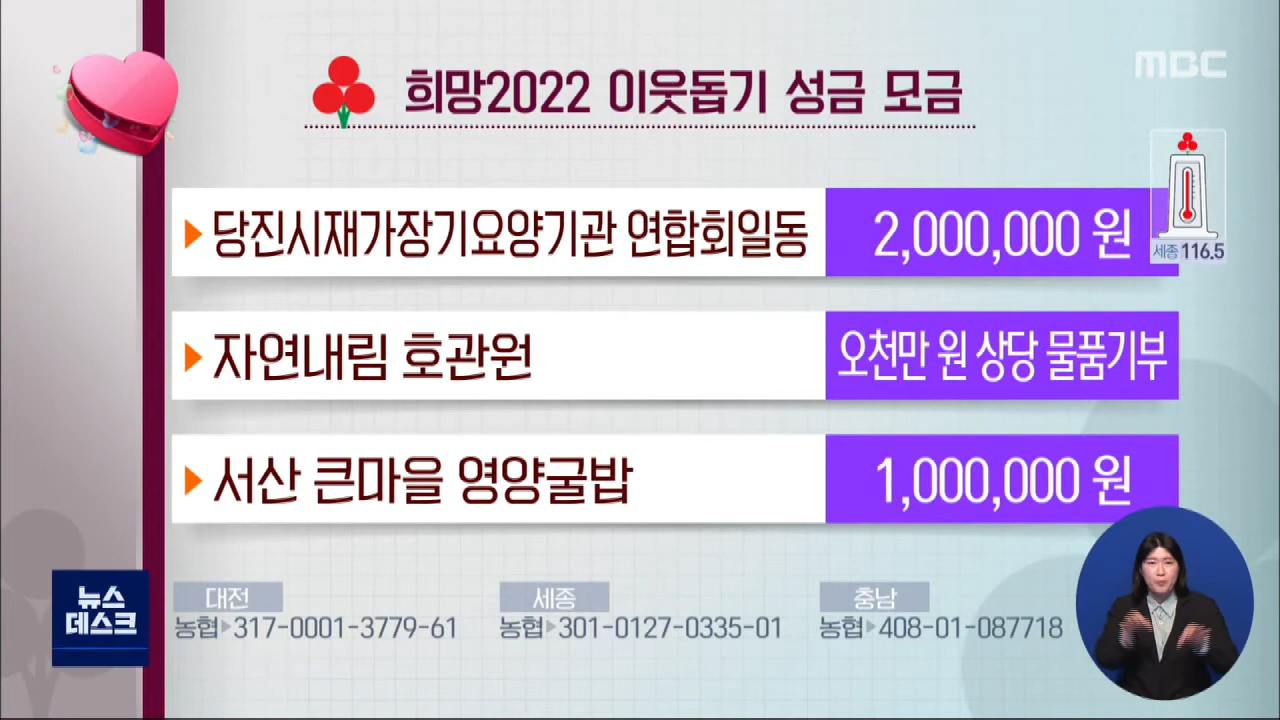 희망2022 이웃돕기 성금 모금
MBC
당진시재가장기요양기관 연합회일동 2,000,000 원
세종 116.5
자연내림 호관원 오천만 원 상당 물품기부
서산 큰마을 영양굴밥 1,000,000 원
뉴스
데스크
대전 세종 충남
농협▶317-0001-3779-61 농협▶301-0127-0335-01 농협▶408-01-087718